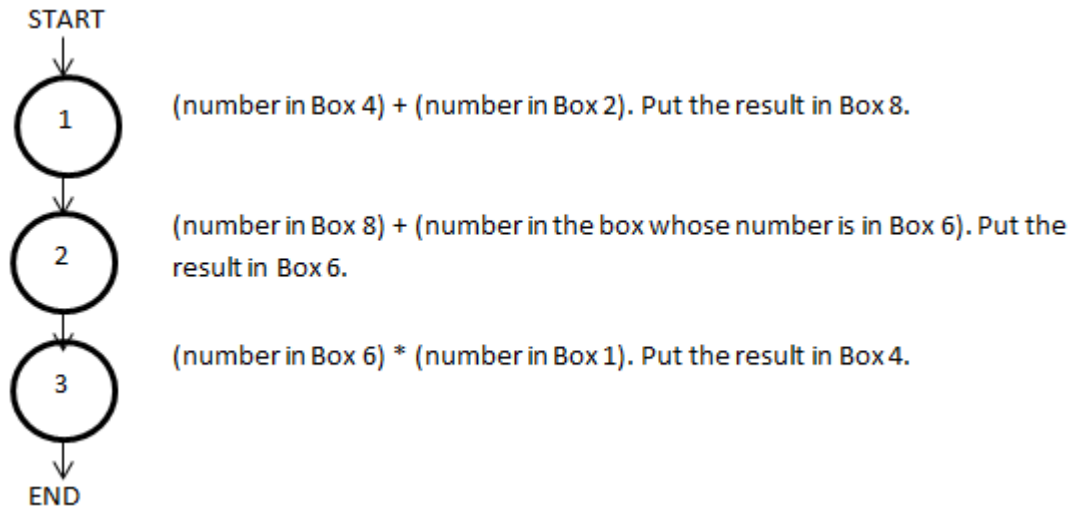 START
1
(number in Box 4) + (number in Box 2). Put the result in Box 8.
2
(number in Box 8) + (number in the box whose number is in Box 6). Put the
result in Box 6.
3
(number in Box 6) * (number in Box 1). Put the result in Box 4.
END